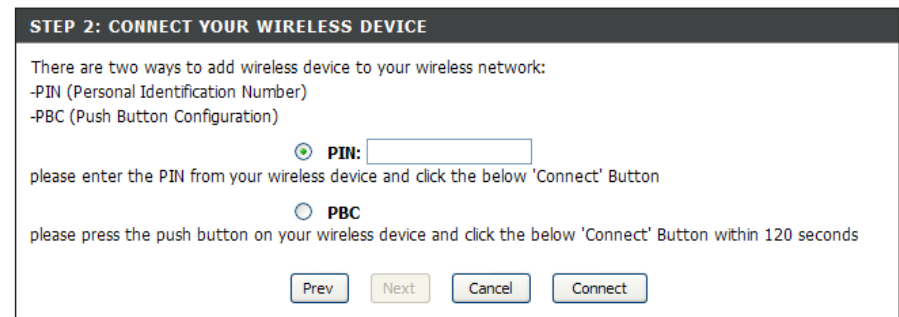 STEP 2: CONNECT YOUR WIRELESS DEVICE
There are two ways to add wireless device to your wireless network:
-PIN (Personal Identification Number)
-PBC (Push Button Configuration)
PIN:
please enter the PIN from your wireless device and click the below 'Connect' Button
PBC
please press the push button on your wireless device and click the below 'Connect' Button within 120 seconds
Prev Next Cancel Connect